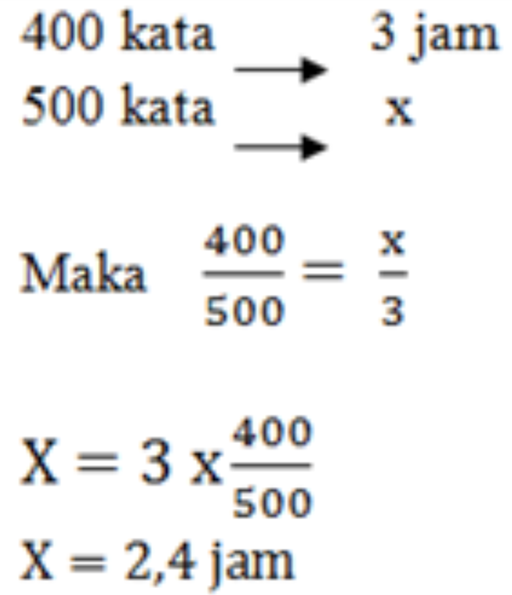 400 kata → 3 jam
500 kata → x
Maka 400/500 = x/3
X = 3 x 400/500
X = 2,4 jam